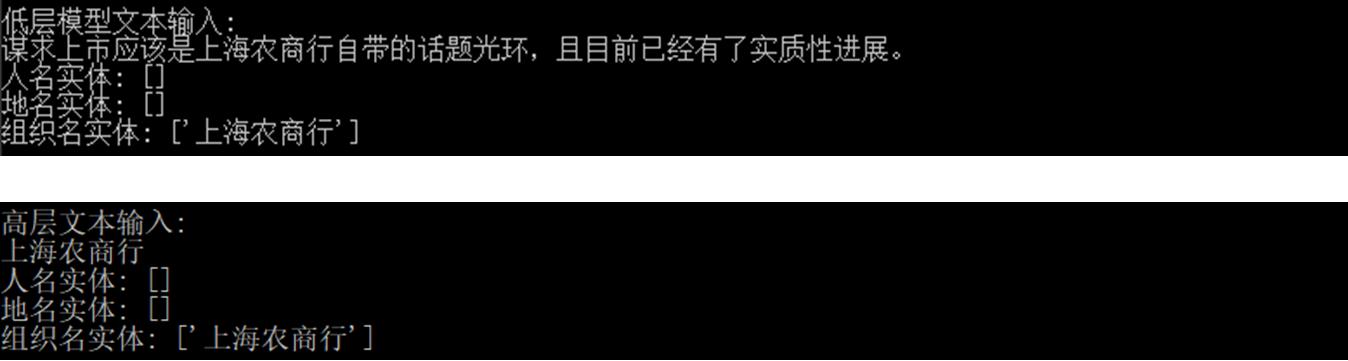 低层模型文本输入:
谋求上市应该是上海农商行自带的话题光环，且目前已经有了实质性进展。
人名实体: []
地名实体: []
组织名实体: ['上海农商行']
高层文本输入:
上海农商行
人名实体: []
地名实体: []
组织名实体: ['上海农商行']